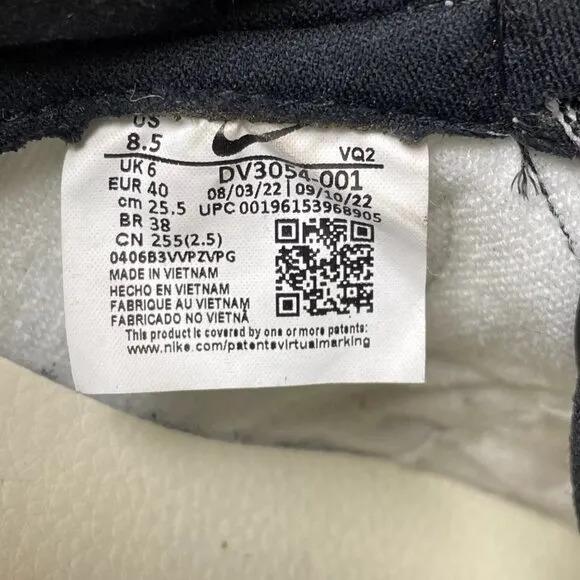 US
8.5
UK 6
EUR 40
cm 25.5
BR 38
CN 255(2.5)
VQ2
DV3054-001
08/03/22 | 09/10/22
UPC 00196153968905
0406B3VVPZVPG
MADE IN VIETNAM
HECHO EN VIETNAM
FABRIQUE AU VIETNAM
FABRICADO NO VIETNÃ
This product is covered by one or more patents:
www.nike.com/patentsvirtualmarking